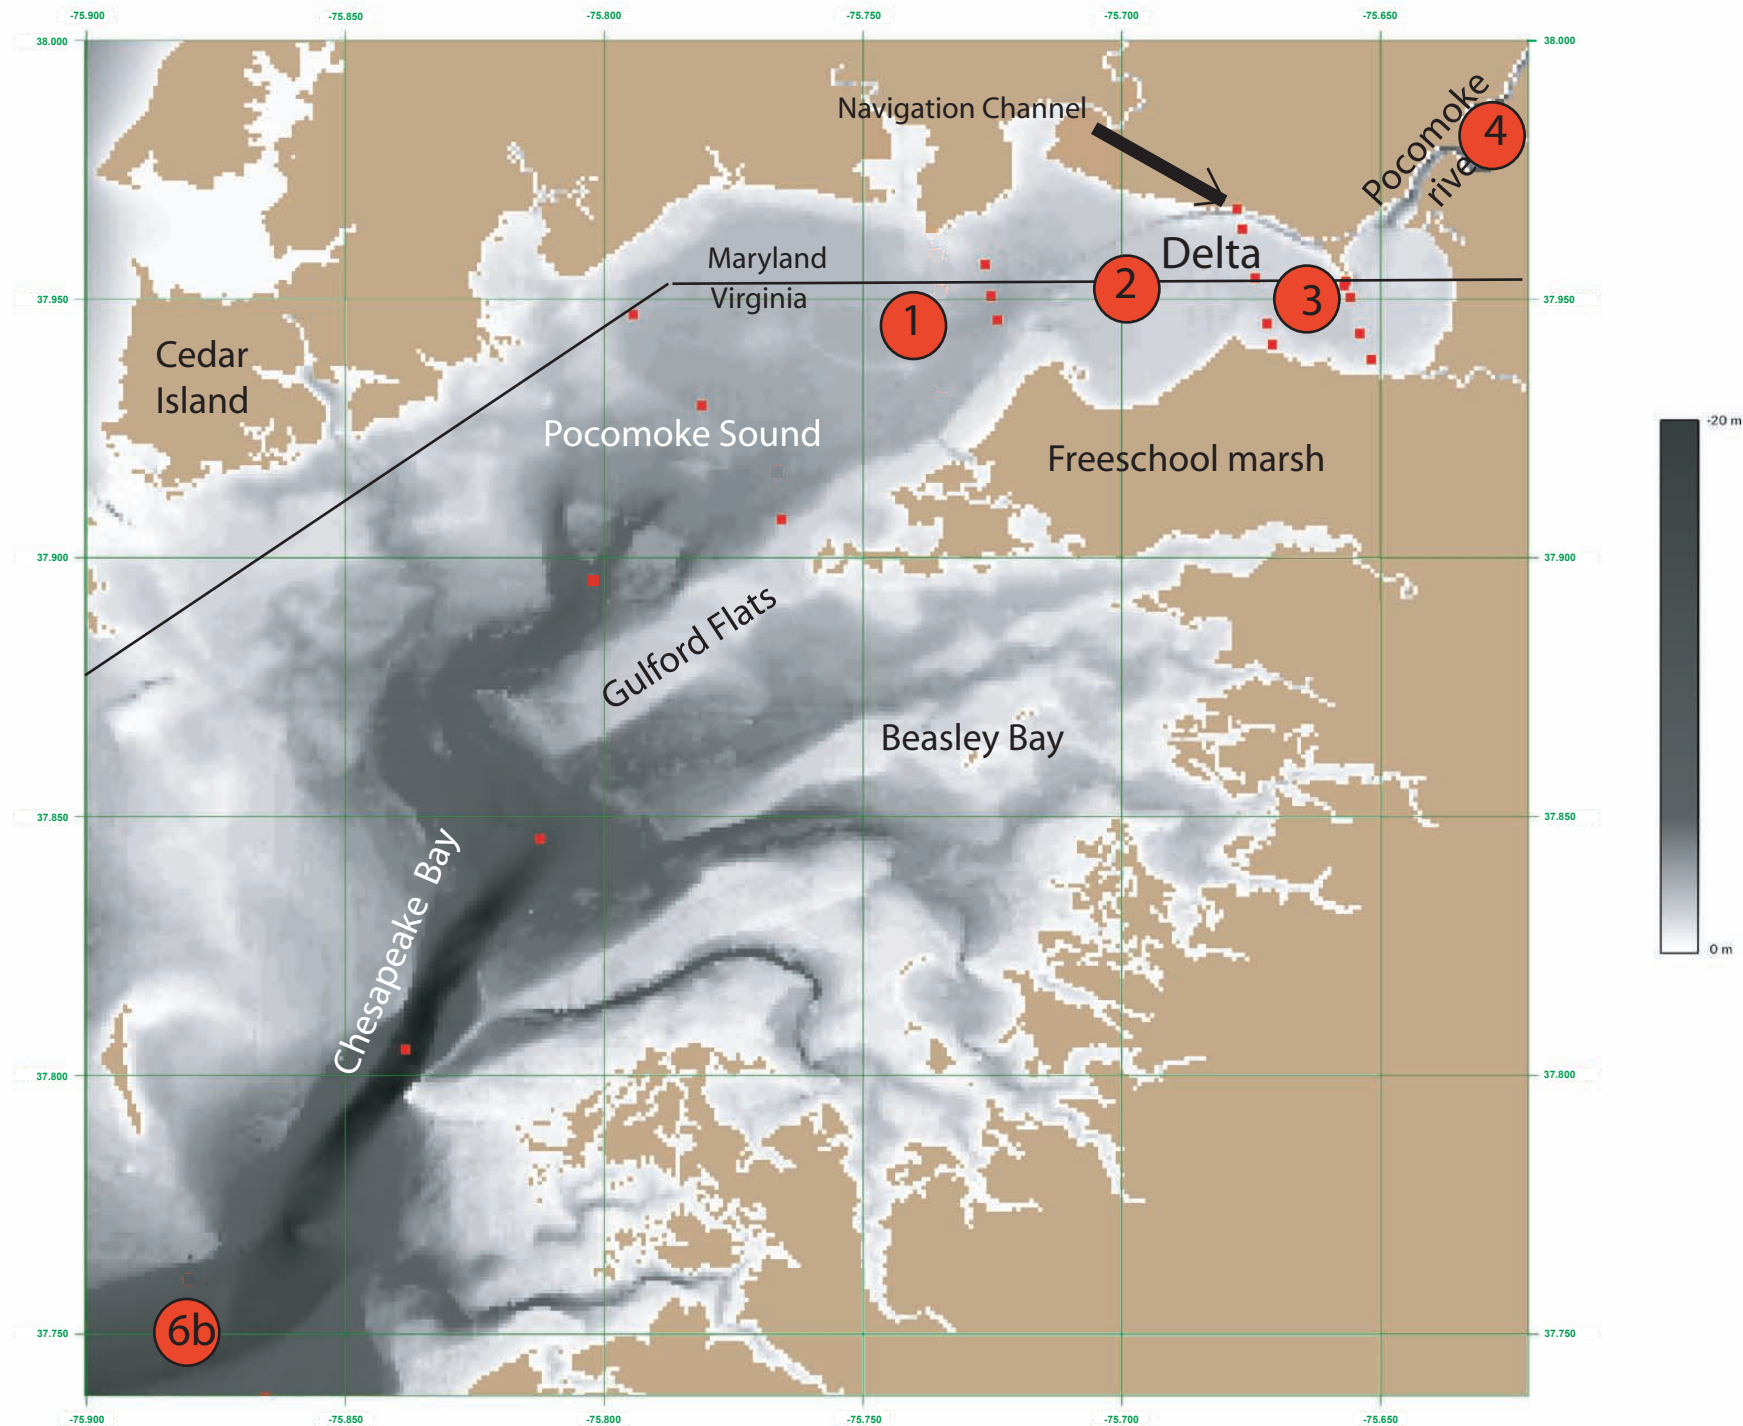 -75.900 -75.850 -75.800 -75.750 -75.700 -75.650
38.000 38.000
Navigation Channel
Pocomoke
river
4
Delta
Maryland
Virginia
37.950 37.950
1
2
3
Cedar
Island
Pocomoke Sound
Freeschool marsh
-20 m
37.900 37.900
Gulford Flats
Beasley Bay
37.850 37.850
Chesapeake Bay
0 m
37.800 37.800
6b
37.750 37.750
-75.900 -75.850 -75.800 -75.750 -75.700 -75.650